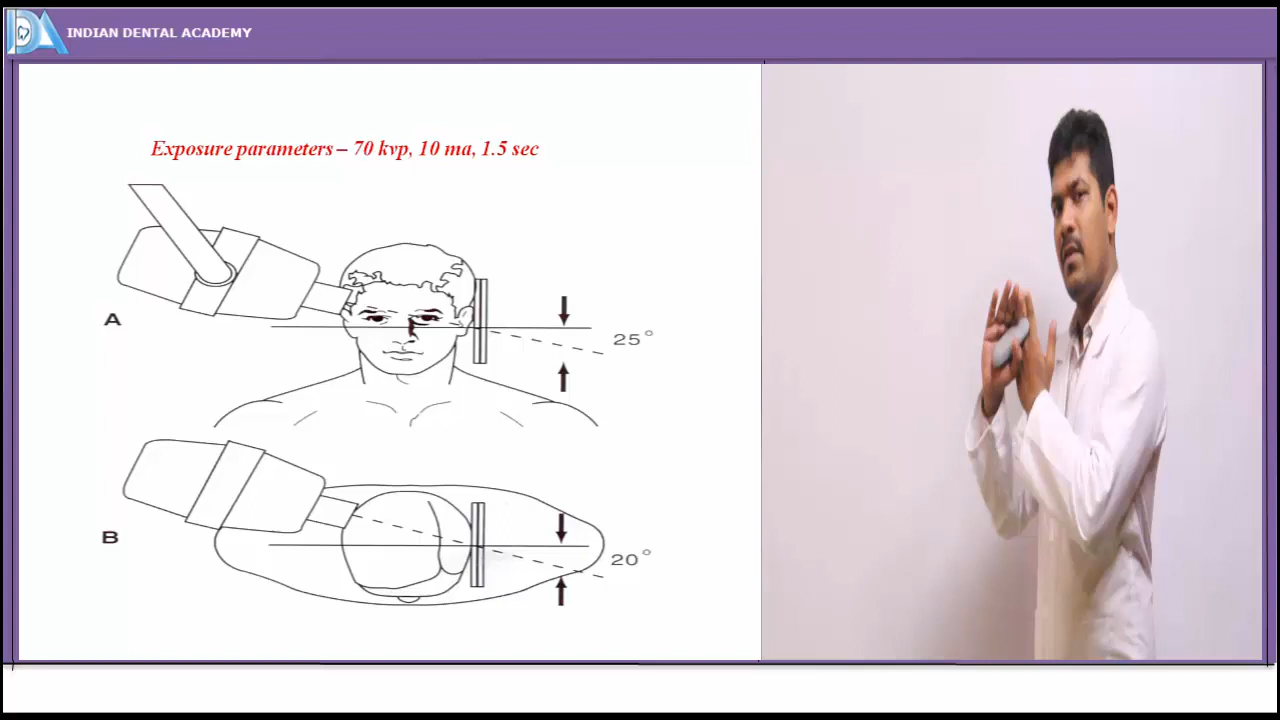 INDIAN DENTAL ACADEMY
Exposure parameters – 70 kvp, 10 ma, 1.5 sec
A
25°
B
20°